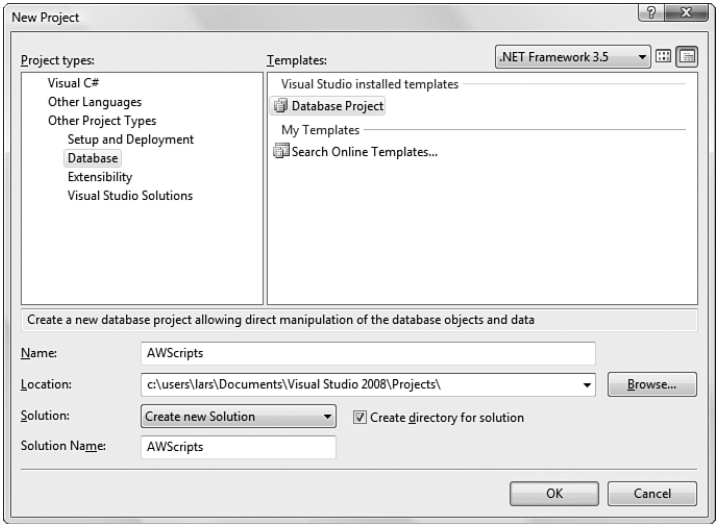 New Project
Project types:
Templates:
.NET Framework 3.5
Visual C#
Other Languages
Other Project Types
Setup and Deployment
Database
Extensibility
Visual Studio Solutions
Visual Studio installed templates
Database Project
My Templates
Search Online Templates...
Create a new database project allowing direct manipulation of the database objects and data
Name:
AWScripts
Location:
c:\users\lars\Documents\Visual Studio 2008\Projects\
Browse...
Solution:
Create new Solution
Create directory for solution
Solution Name:
AWScripts
OK
Cancel